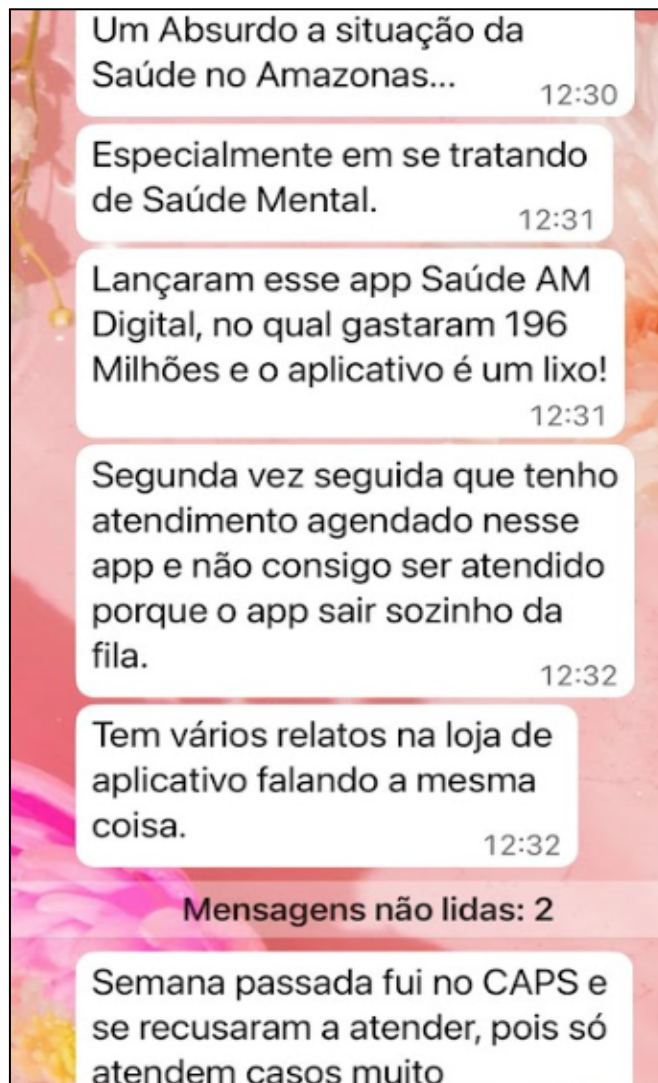 Um Absurdo a situação da
Saúde no Amazonas...
12:30
Especialmente em se tratando
de Saúde Mental.
12:31
Lançaram esse app Saúde AM
Digital, no qual gastaram 196
Milhões e o aplicativo é um lixo!
12:31
Segunda vez seguida que tenho
atendimento agendado nesse
app e não consigo ser atendido
porque o app sair sozinho da
fila.
12:32
Tem vários relatos na loja de
aplicativo falando a mesma
coisa.
12:32
Mensagens não lidas: 2
Semana passada fui no CAPS e
se recusaram a atender, pois só
atendem casos muito